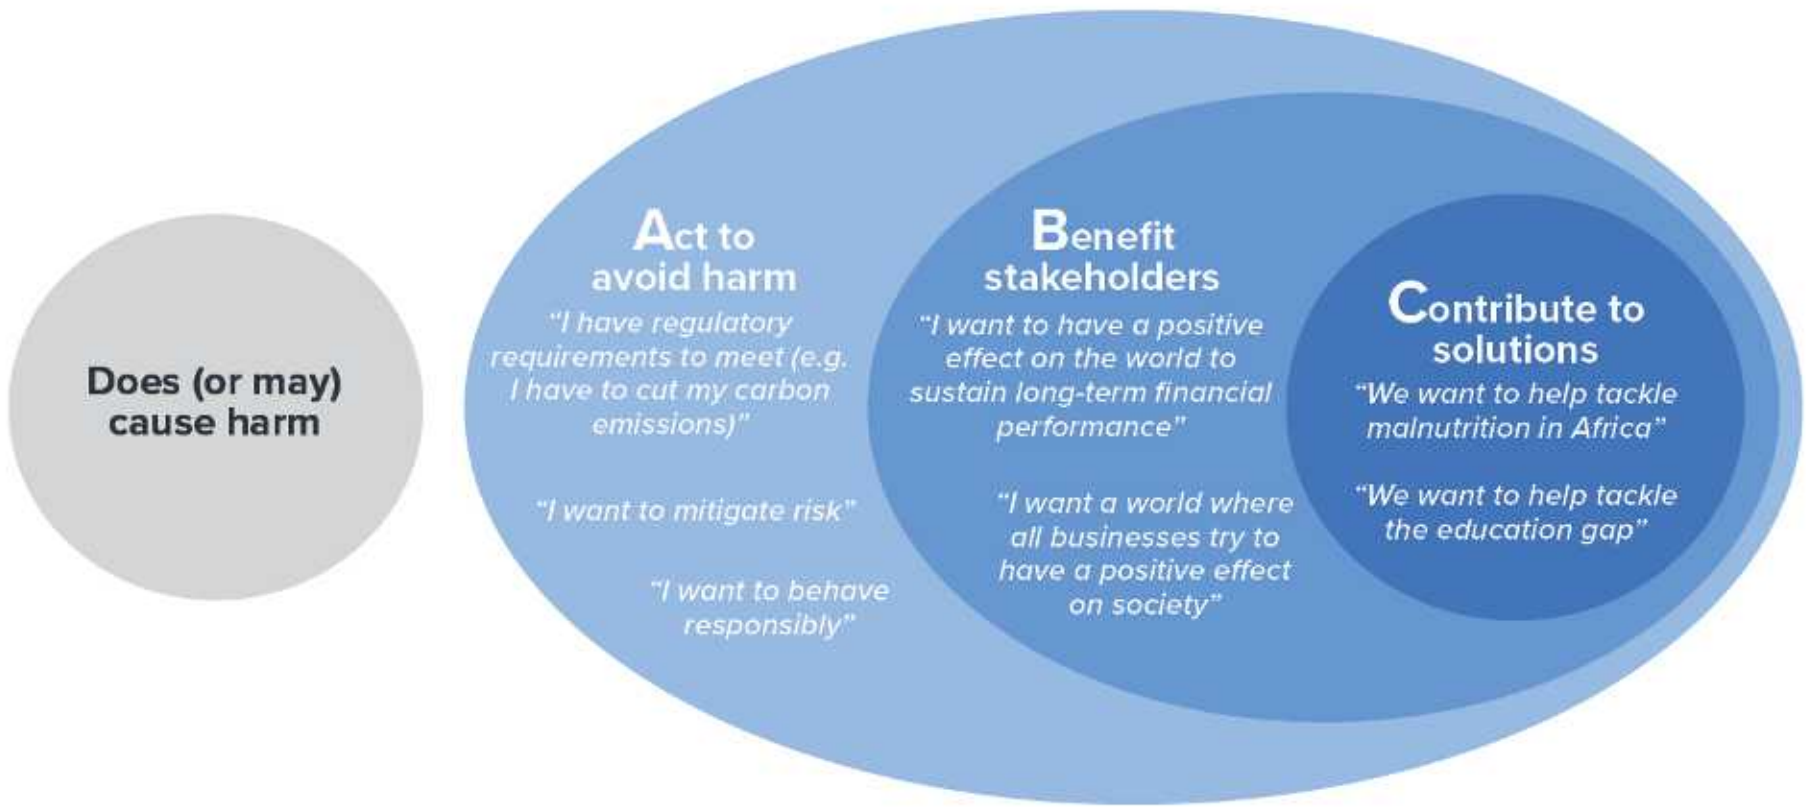 Does (or may)
cause harm
Act to
avoid harm
“I have regulatory
requirements to meet (e.g.
I have to cut my carbon
emissions)”
“I want to mitigate risk”
“I want to behave
responsibly”
Benefit
stakeholders
“I want to have a positive
effect on the world to
sustain long-term financial
performance”
“I want a world where
all businesses try to
have a positive effect
on society”
Contribute to
solutions
“We want to help tackle
malnutrition in Africa”
“We want to help tackle
the education gap”